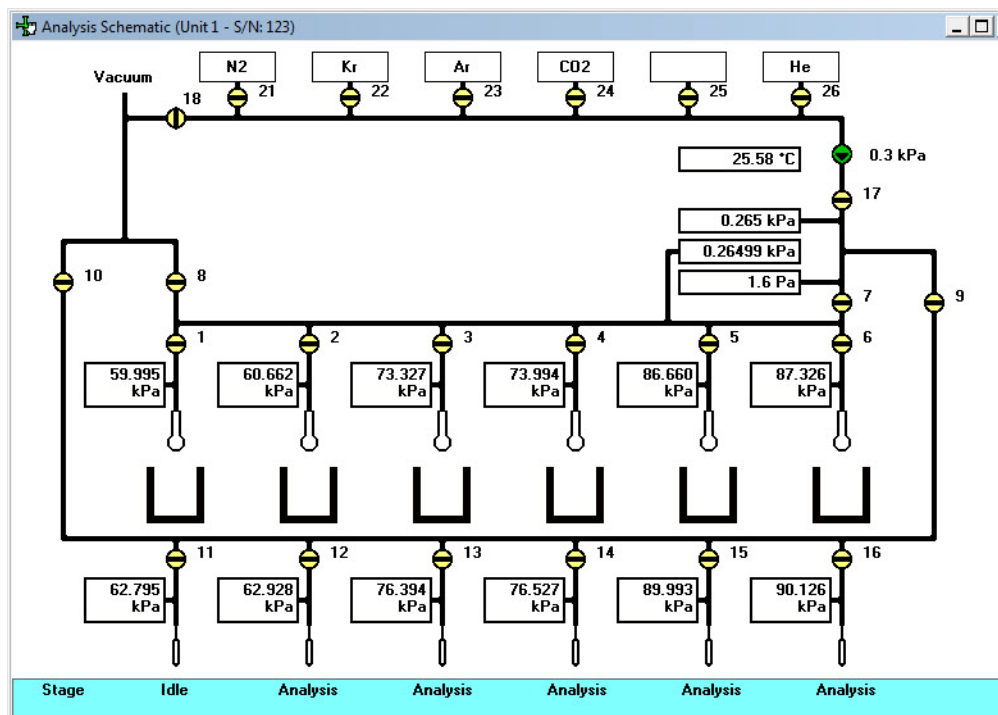 Analysis Schematic (Unit 1 - S/N: 123)
N2 Kr Ar CO2 He
Vacuum
18 21 22 23 24 25 26
25.58 °C 0.3 kPa
17
0.265 kPa
0.26499 kPa
10 8 1.6 Pa
7 9
1 2 3 4 5 6
59.995 60.662 73.327 73.994 86.660 87.326
kPa kPa kPa kPa kPa kPa
11 12 13 14 15 16
62.795 62.928 76.394 76.527 89.993 90.126
kPa kPa kPa kPa kPa kPa
Stage Idle Analysis Analysis Analysis Analysis Analysis